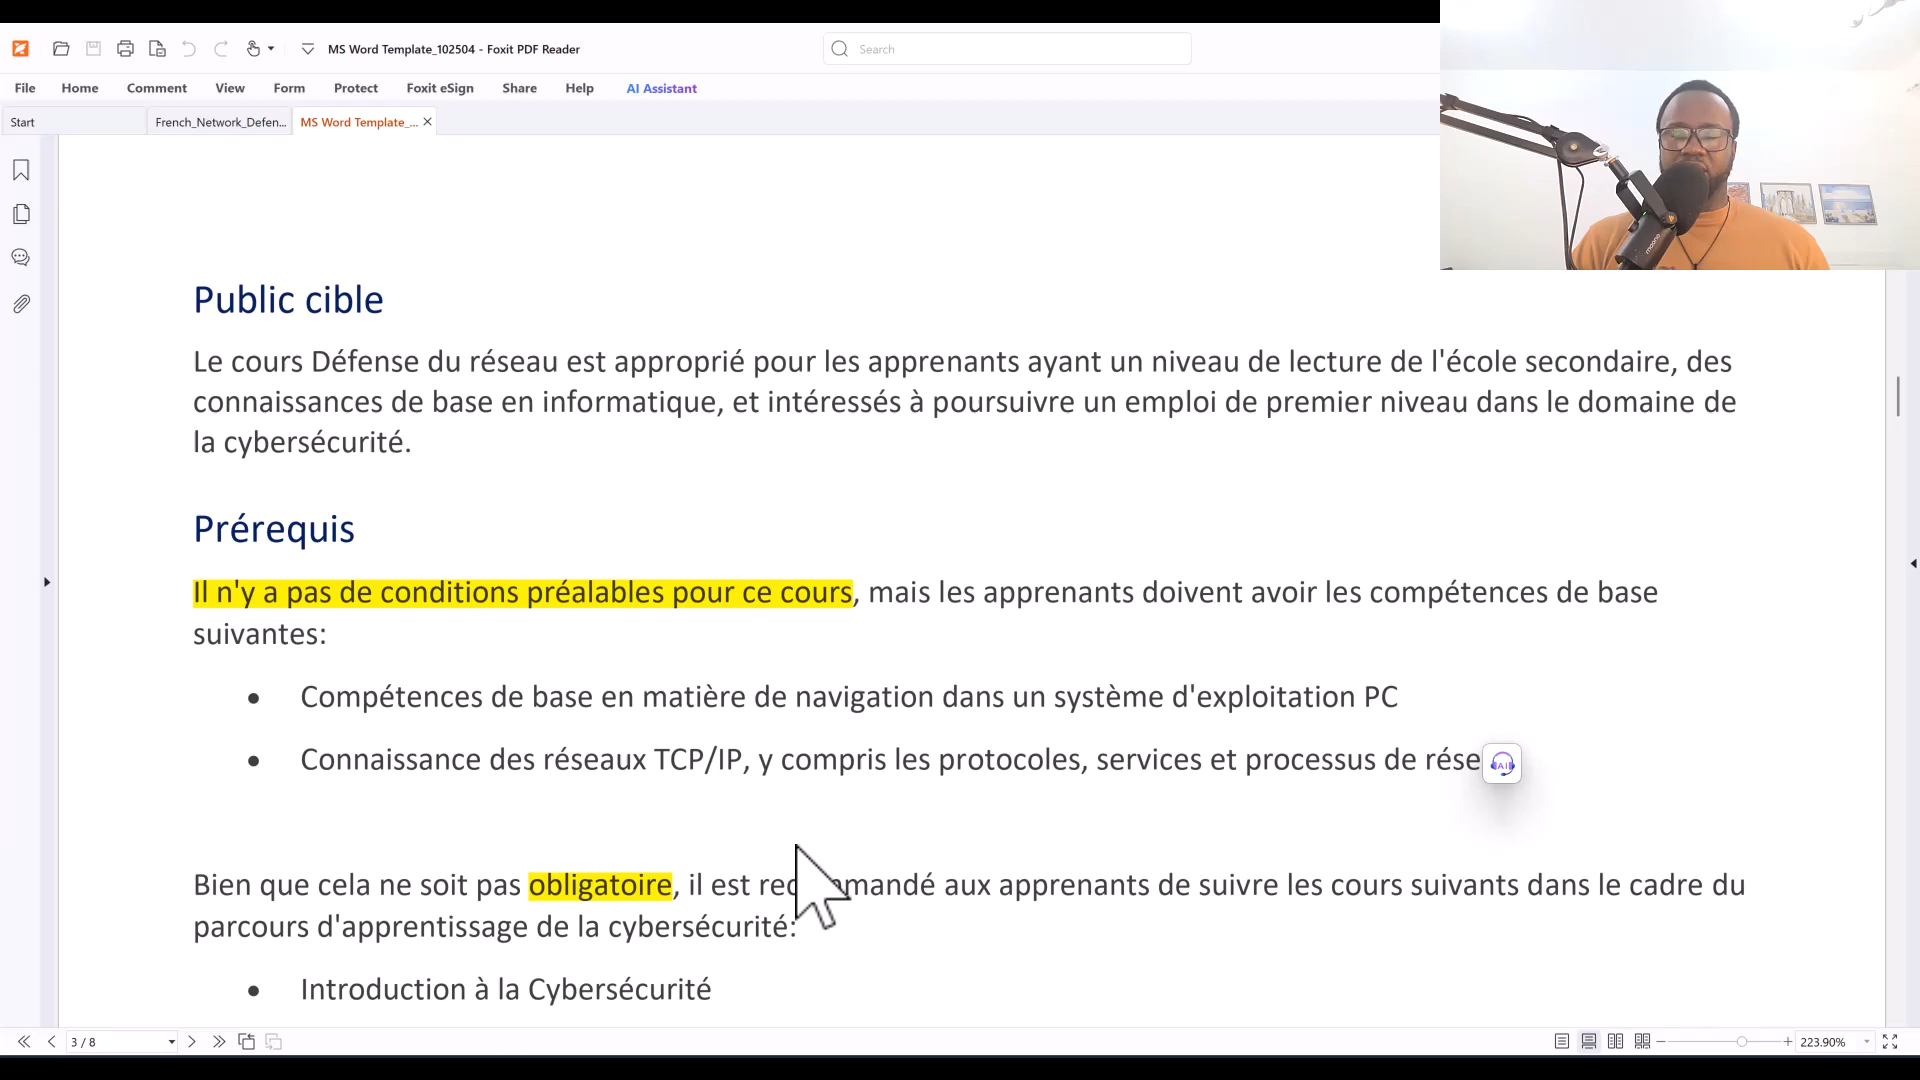 MS Word Template_102504 - Foxit PDF Reader
Search
File Home Comment View Form Protect Foxit eSign Share Help AI Assistant
Start French_Network_Defen... MS Word Template_...
Public cible
Le cours Défense du réseau est approprié pour les apprenants ayant un niveau de lecture de l'école secondaire, des
connaissances de base en informatique, et intéressés à poursuivre un emploi de premier niveau dans le domaine de
la cybersécurité.
Prérequis
Il n'y a pas de conditions préalables pour ce cours, mais les apprenants doivent avoir les compétences de base
suivantes:
• Compétences de base en matière de navigation dans un système d'exploitation PC
• Connaissance des réseaux TCP/IP, y compris les protocoles, services et processus de rése
AI
Bien que cela ne soit pas obligatoire, il est recommandé aux apprenants de suivre les cours suivants dans le cadre du
parcours d'apprentissage de la cybersécurité:
• Introduction à la Cybersécurité
3 / 8
223.90%